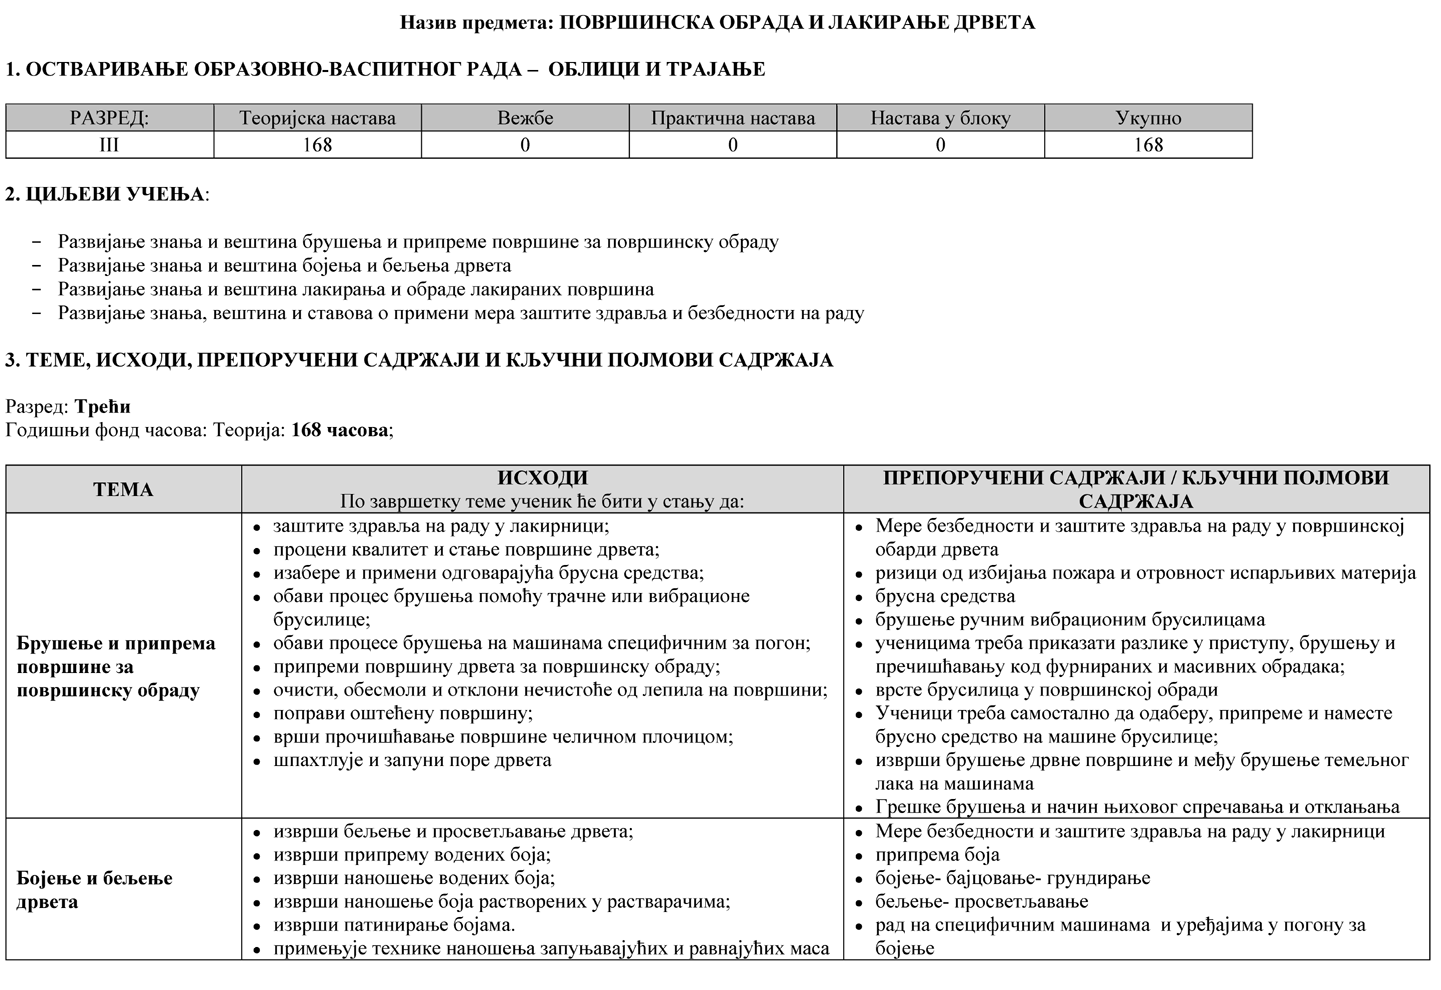 Назив предмета: ПОВРШИНСКА ОБРАДА И ЛАКИРАЊЕ ДРВЕТА
1. ОСТВАРИВАЊЕ ОБРАЗОВНО-ВАСПИТНОГ РАДА – ОБЛИЦИ И ТРАЈАЊЕ
РАЗРЕД: Теоријска настава Вежбе Практична настава Настава у блоку Укупно
III 168 0 0 0 168
2. ЦИЉЕВИ УЧЕЊА:
− Развијање знања и вештина брушења и припреме површине за површинску обраду
− Развијање знања и вештина бојења и бељења дрвета
− Развијање знања и вештина лакирања и обраде лакираних површина
− Развијање знања, вештина и ставова о примени мера заштите здравља и безбедности на раду
3. ТЕМЕ, ИСХОДИ, ПРЕПОРУЧЕНИ САДРЖАЈИ И КЉУЧНИ ПОЈМОВИ САДРЖАЈА
Разред: Трећи
Годишњи фонд часова: Теорија: 168 часова;
ТЕМА
ИСХОДИ
По завршетку теме ученик ће бити у стању да:
ПРЕПОРУЧЕНИ САДРЖАЈИ / КЉУЧНИ ПОЈМОВИ
САДРЖАЈА
Брушење и припрема
површине за
површинску обраду
• заштите здравља на раду у лакирници;
• процени квалитет и стање површине дрвета;
• изабере и примени одговарајућа брусна средства;
• обави процес брушења помоћу трачне или вибрационе
брусилице;
• обави процесе брушења на машинама специфичним за погон;
• припреми површину дрвета за површинску обраду;
• очисти, обесмоли и отклони нечистоће од лепила на површини;
• поправи оштећену површину;
• врши прочишћавање површине челичном плочицом;
• шпахтлује и запуни поре дрвета
• Мере безбедности и заштите здравља на раду у површинској
обарди дрвета
• ризици од избијања пожара и отровност испарљивих материја
• брусна средства
• брушење ручним вибрационим брусилицама
• ученицима треба приказати разлике у приступу, брушењу и
пречишћавању код фурнираних и масивних обрадака;
• врсте брусилица у површинској обради
• Ученици треба самостално да одаберу, припреме и наместе
брусно средство на машине брусилице;
• изврши брушење дрвне површине и међу брушење темељног
лака на машинама
• Грешке брушења и начин њиховог спречавања и отклањања
Бојење и бељење
дрвета
• изврши бељење и просветљавање дрвета;
• изврши припрему водених боја;
• изврши наношење водених боја;
• изврши наношење боја растворених у растварачима;
• изврши патинирање бојама.
• примењује технике наношења запуњавајућих и равнајућих маса
• Мере безбедности и заштите здравља на раду у лакирници
• припрема боја
• бојење- бајцовање- грундирање
• бељење- просветљавање
• рад на специфичним машинама и уређајима у погону за
бојење